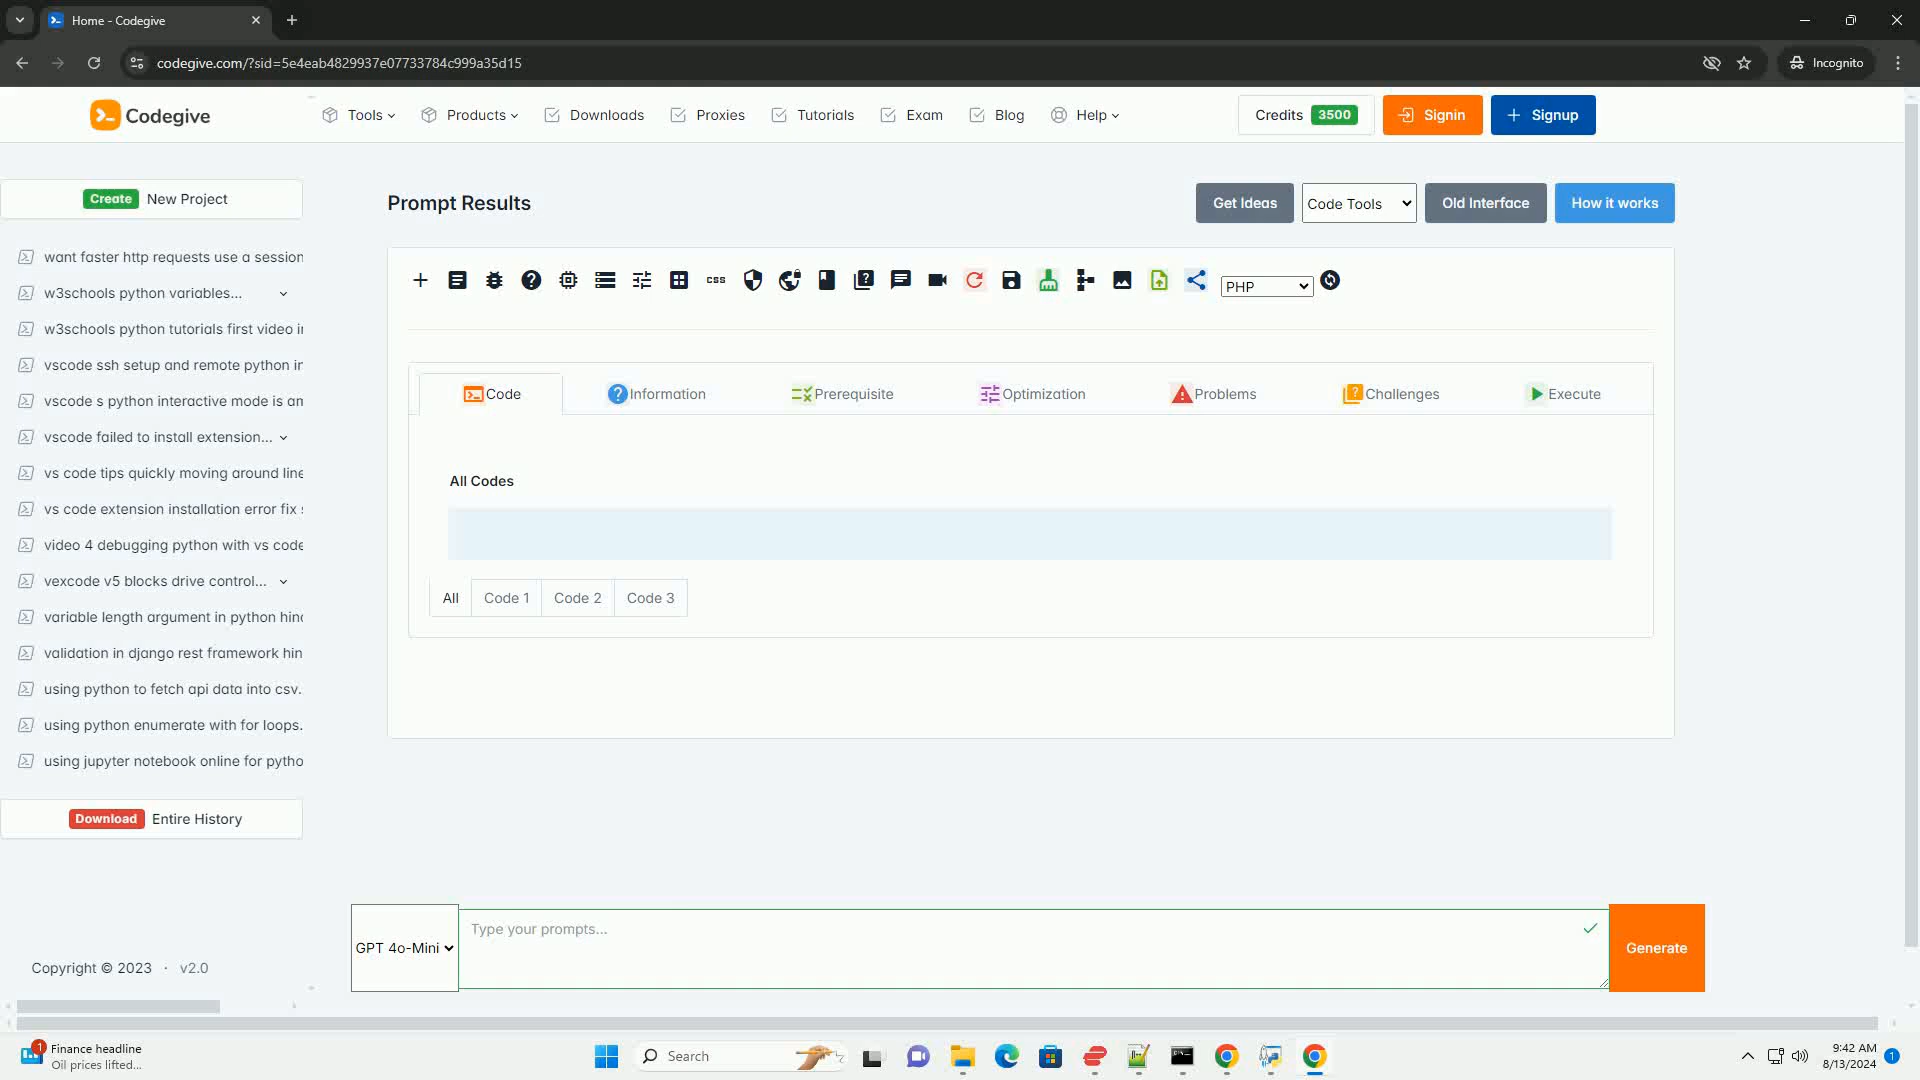 Home - Codegive
codegive.com/?sid=5e4eab4829937e07733784c999a35d15
Incognito
Codegive
Tools
Products
Downloads
Proxies
Tutorials
Exam
Blog
Help
Credits 3500
Signin
Signup
Create New Project
want faster http requests use a session
w3schools python variables...
w3schools python tutorials first video i
vscode ssh setup and remote python in
vscode s python interactive mode is am
vscode failed to install extension...
vs code tips quickly moving around line
vs code extension installation error fix s
video 4 debugging python with vs code
vexcode v5 blocks drive control...
variable length argument in python hind
validation in django rest framework hin
using python to fetch api data into csv.
using python enumerate with for loops.
using jupyter notebook online for pytho
Download Entire History
Copyright © 2023 · v2.0
Prompt Results
Get Ideas
Code Tools
Old Interface
How it works
css
PHP
Code
Information
Prerequisite
Optimization
Problems
Challenges
Execute
All Codes
All
Code 1
Code 2
Code 3
GPT 4o-Mini
Type your prompts...
Generate
1
Finance headline
Oil prices lifted...
Search
9:42 AM
8/13/2024
1